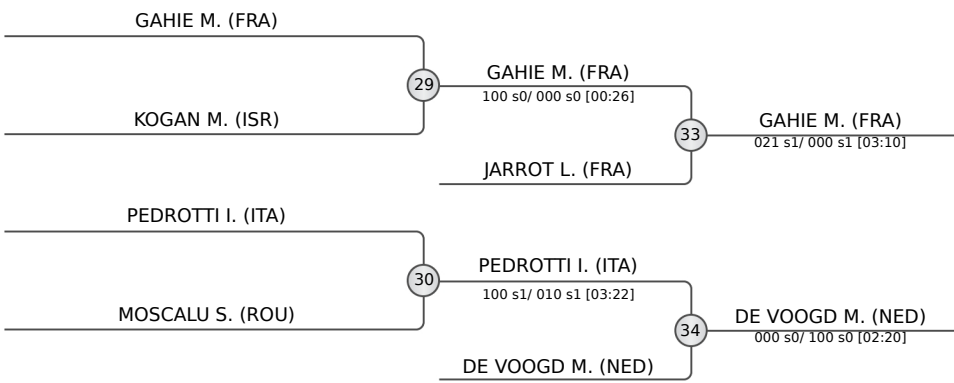 GAHIE M. (FRA)
29
GAHIE M. (FRA)
100 s0/ 000 s0 [00:26]
KOGAN M. (ISR)
33
GAHIE M. (FRA)
021 s1/ 000 s1 [03:10]
JARROT L. (FRA)
PEDROTTI I. (ITA)
30
PEDROTTI I. (ITA)
100 s1/ 010 s1 [03:22]
MOSCALU S. (ROU)
34
DE VOOGD M. (NED)
000 s0/ 100 s0 [02:20]
DE VOOGD M. (NED)